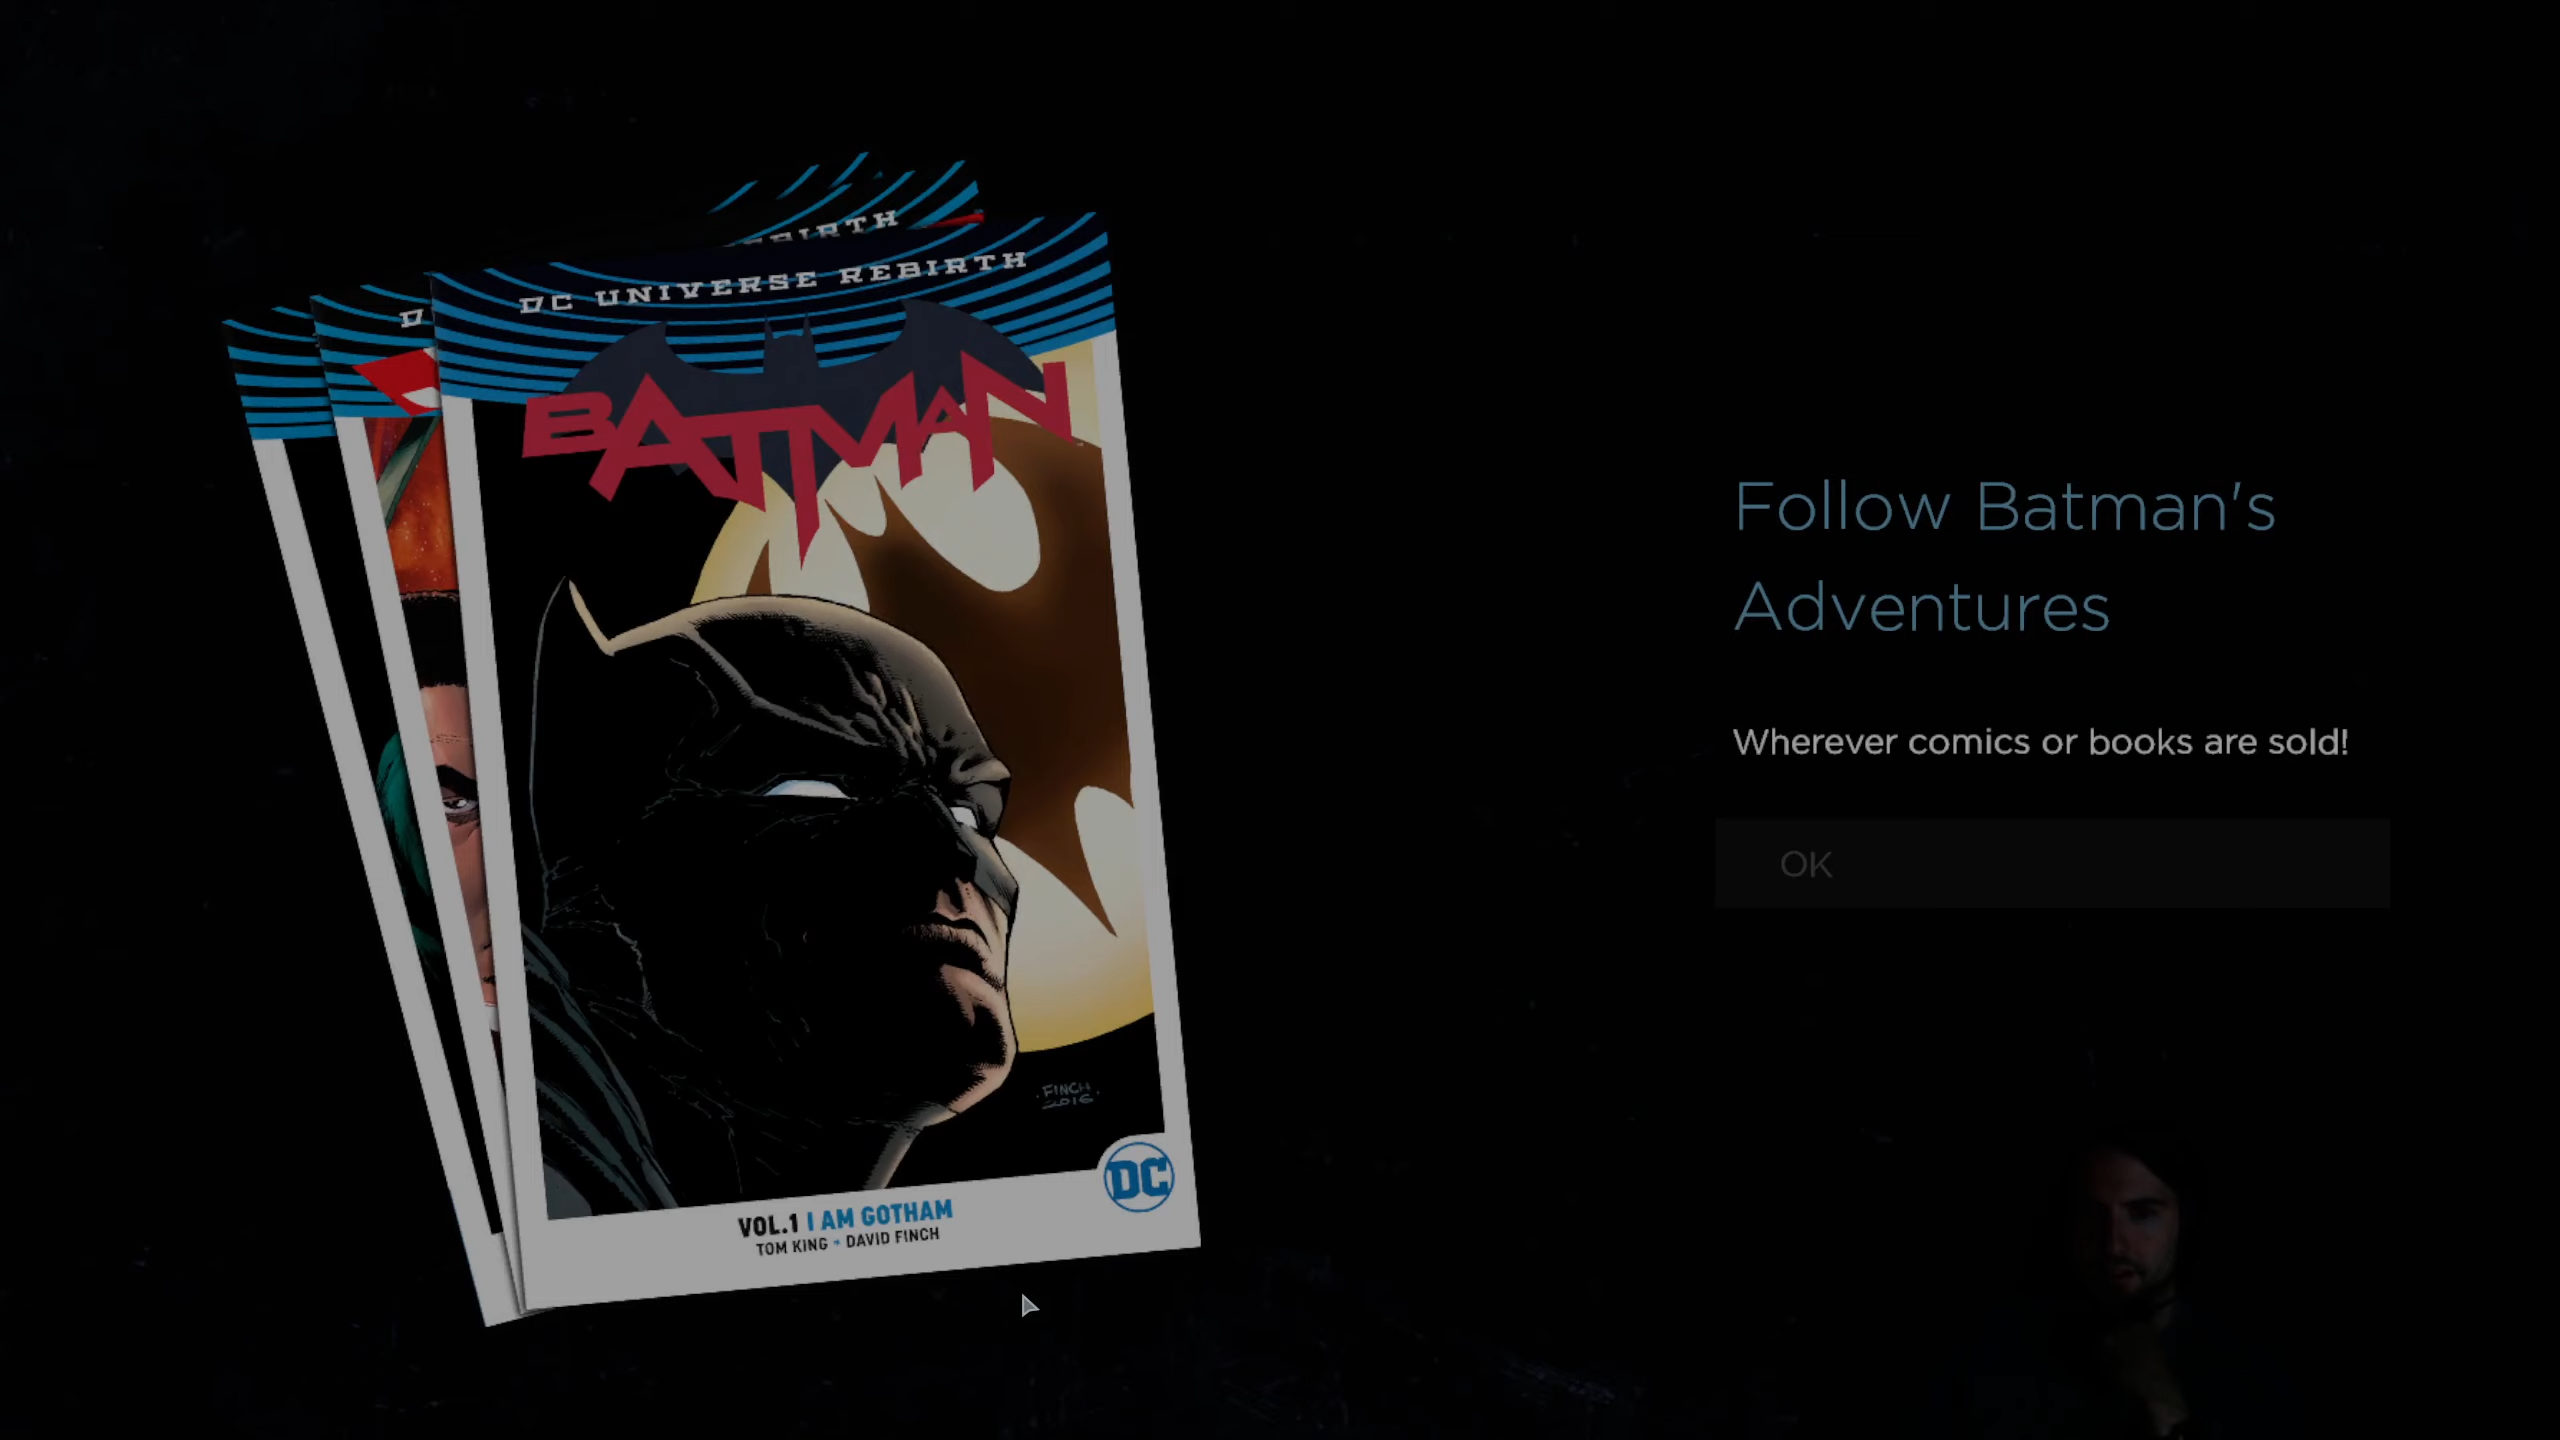 EBIRTH
DC UNIVERSE REBIRTH
D
BATMAN
FINCH
2016
DC
VOL.1 I AM GOTHAM
TOM KING • DAVID FINCH
Follow Batman's
Adventures
Wherever comics or books are sold!
OK